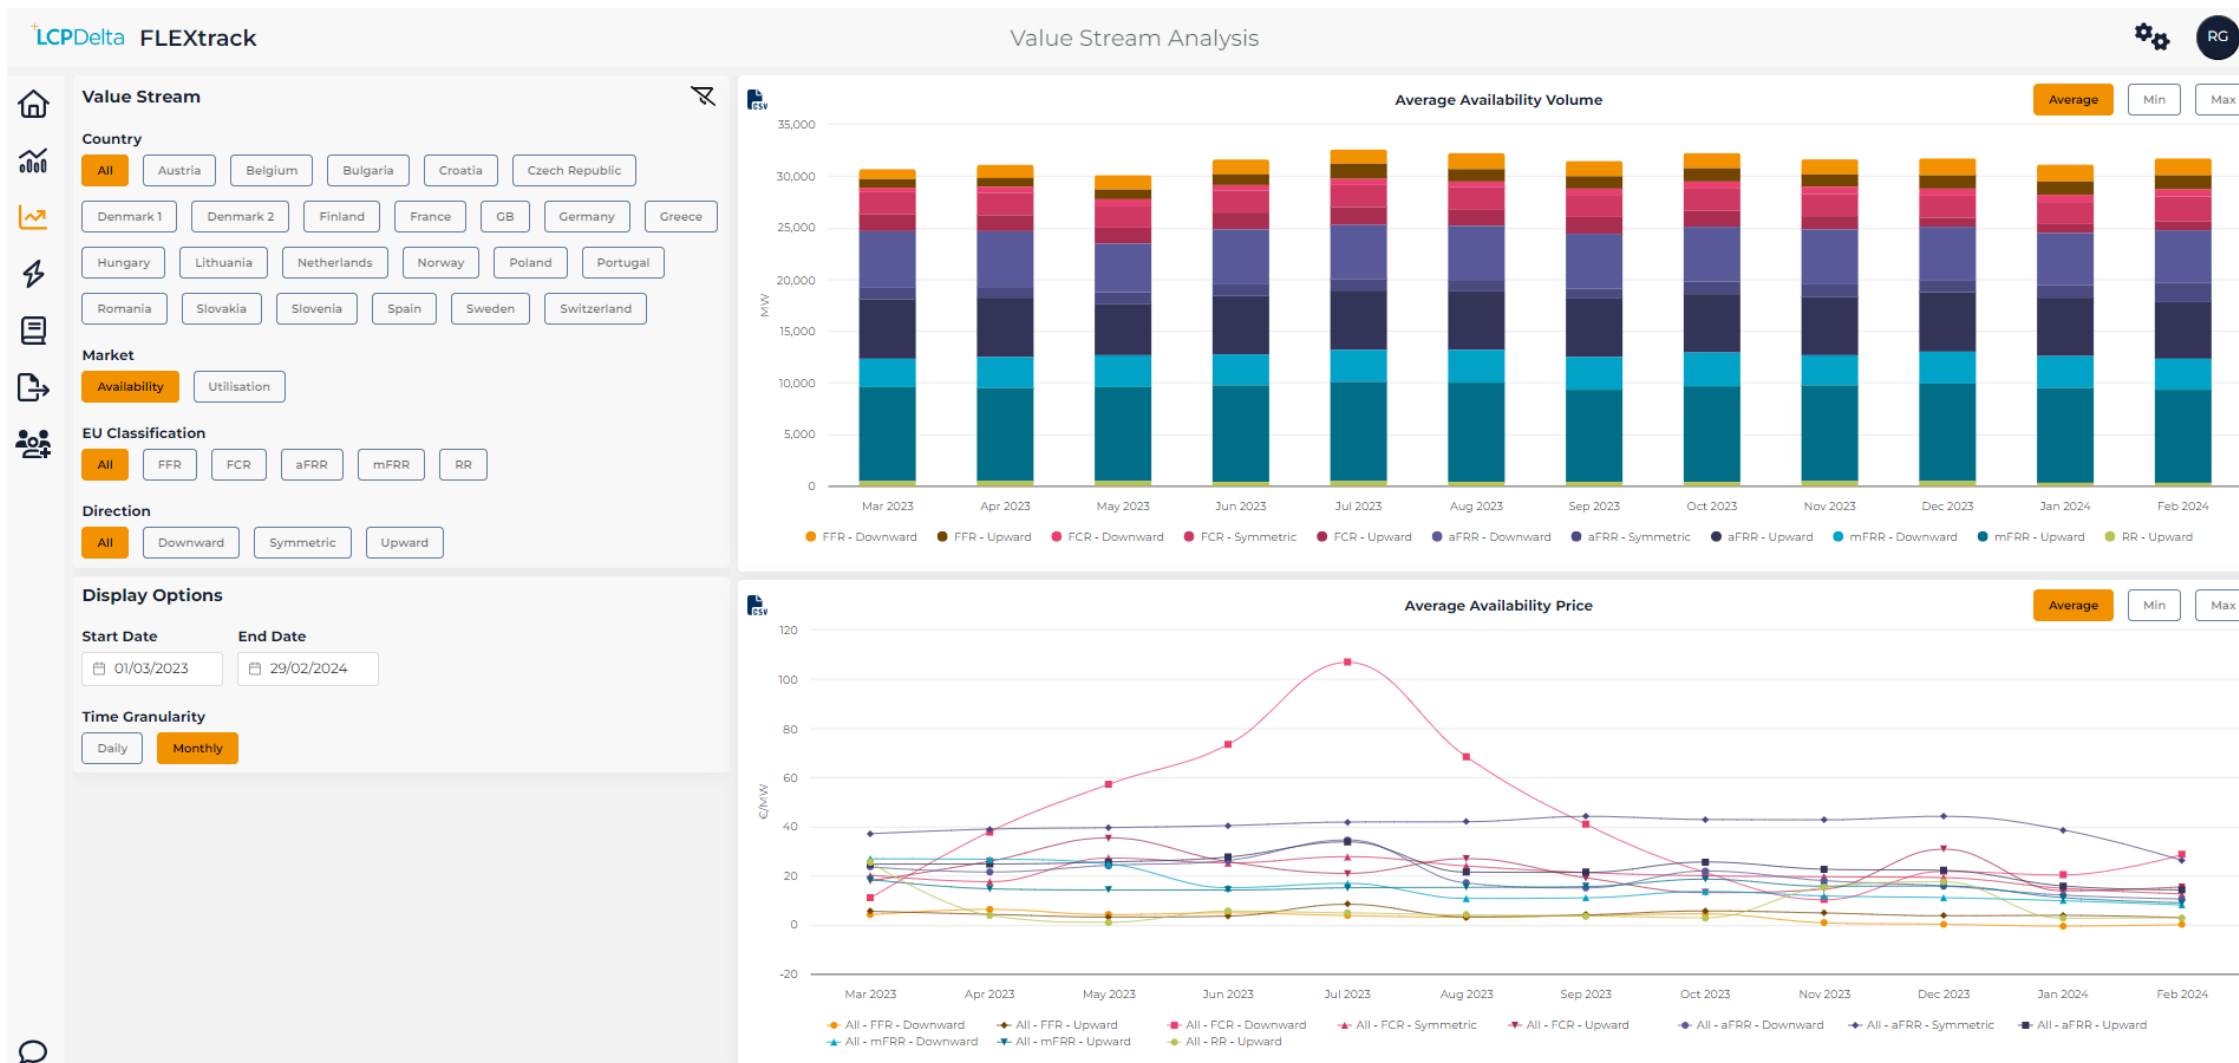 LCPDelta FLEXtrack
Value Stream Analysis
RG
Value Stream
Country
All Austria Belgium Bulgaria Croatia Czech Republic
Denmark 1 Denmark 2 Finland France GB Germany Greece
Hungary Lithuania Netherlands Norway Poland Portugal
Romania Slovakia Slovenia Spain Sweden Switzerland
Market
Availability Utilisation
EU Classification
All FFR FCR aFRR mFRR RR
Direction
All Downward Symmetric Upward
Display Options
Start Date End Date
01/03/2023 29/02/2024
Time Granularity
Daily Monthly
CSV
Average Availability Volume
Average Min Max
35,000
30,000
25,000
20,000
15,000
10,000
5,000
0
MW
Mar 2023 Apr 2023 May 2023 Jun 2023 Jul 2023 Aug 2023 Sep 2023 Oct 2023 Nov 2023 Dec 2023 Jan 2024 Feb 2024
FFR - Downward FFR - Upward FCR - Downward FCR - Symmetric FCR - Upward aFRR - Downward aFRR - Symmetric aFRR - Upward mFRR - Downward mFRR - Upward RR - Upward
CSV
Average Availability Price
Average Min Max
120
100
80
60
40
20
0
-20
€/MW
Mar 2023 Apr 2023 May 2023 Jun 2023 Jul 2023 Aug 2023 Sep 2023 Oct 2023 Nov 2023 Dec 2023 Jan 2024 Feb 2024
All - FFR - Downward All - FFR - Upward All - FCR - Downward All - FCR - Symmetric All - FCR - Upward All - aFRR - Downward All - aFRR - Symmetric All - aFRR - Upward
All - mFRR - Downward All - mFRR - Upward All - RR - Upward